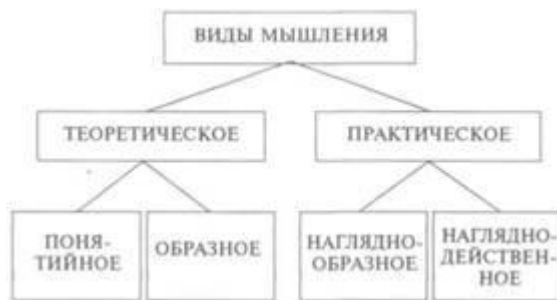 ВИДЫ МЫШЛЕНИЯ
ТЕОРЕТИЧЕСКОЕ
ПРАКТИЧЕСКОЕ
ПОНЯ-
ТИЙНОЕ
ОБРАЗНОЕ
НАГЛЯДНО-
ОБРАЗНОЕ
НАГЛЯДНО-
ДЕЙСТВЕН-
НОЕ